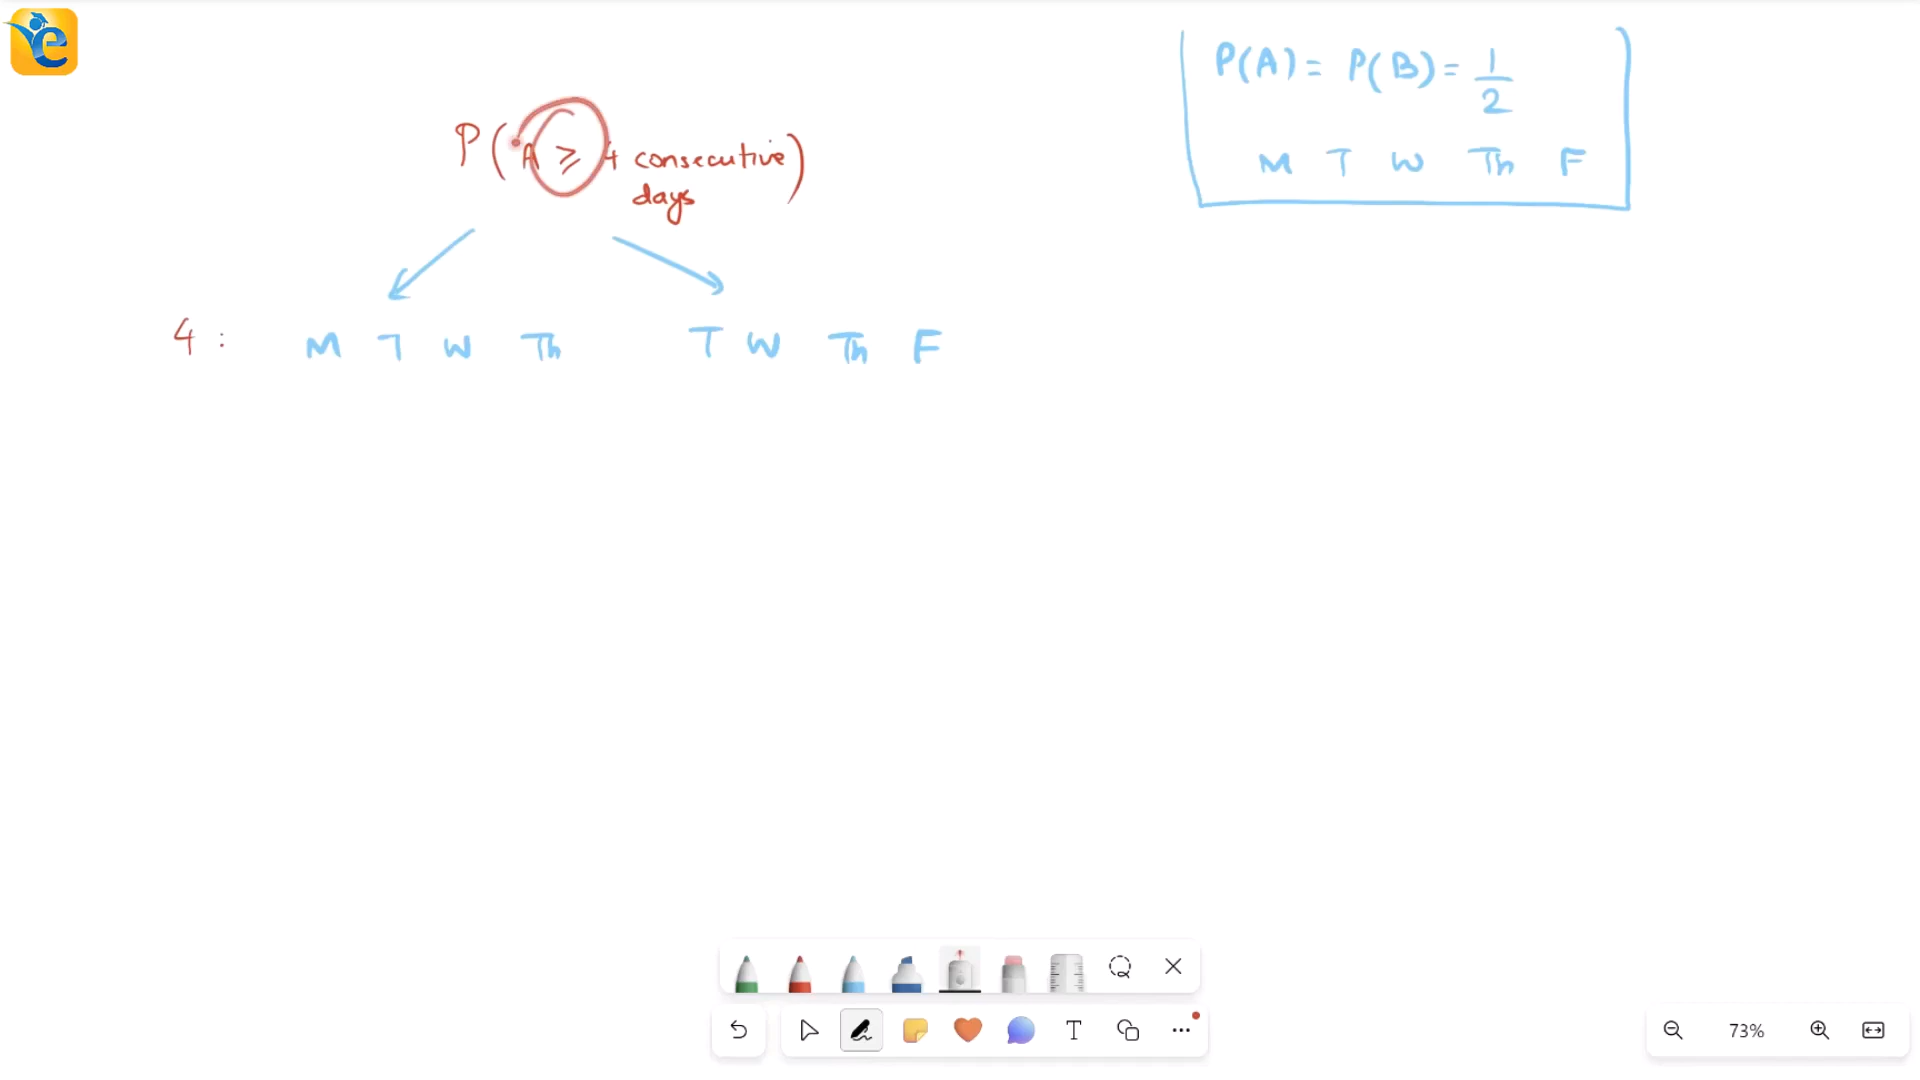 P(A) = P(B) = 1/2
P(A ≥ 4 consecutive days)
M T W Th F
4 : M T W Th T W Th F
73%